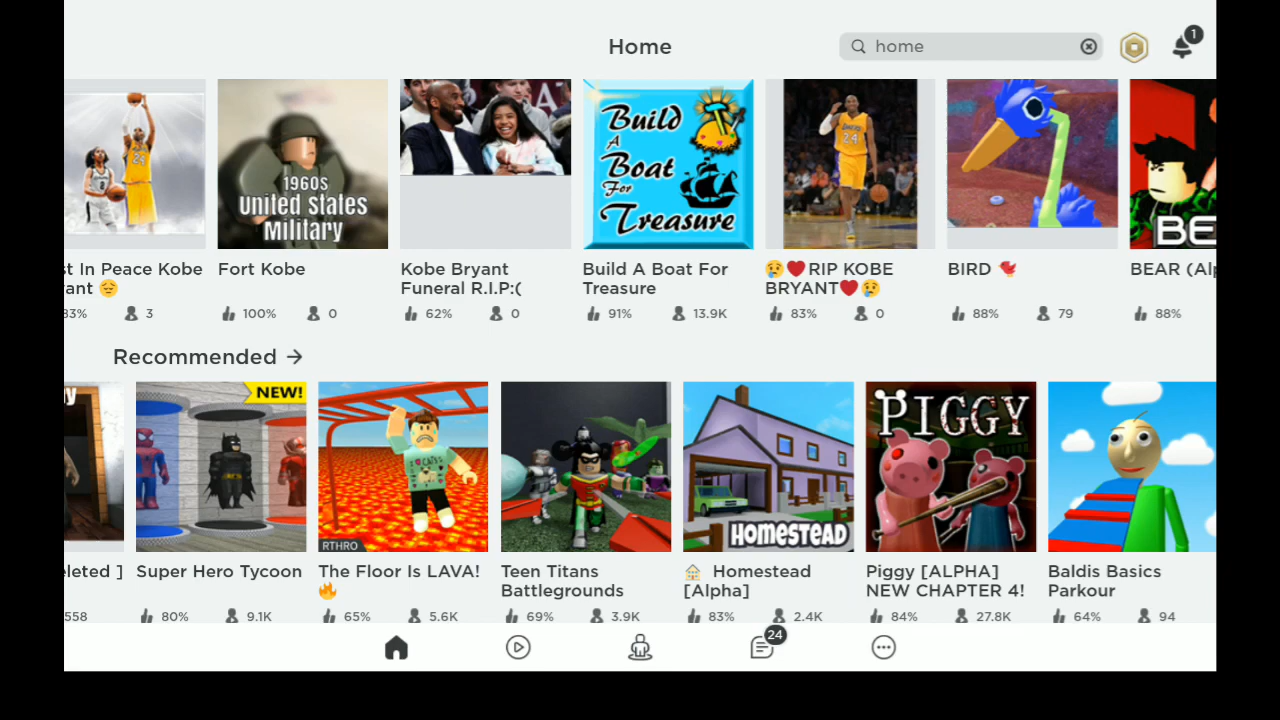 Home
home
1
24
1960s
United States
Military
Build
A
Boat
For
Treasure
24
BE
st In Peace Kobe
ant 😔
Fort Kobe
Kobe Bryant
Funeral R.I.P:(
Build A Boat For
Treasure
😢❤️RIP KOBE
BRYANT❤️😢
BIRD 🐦
BEAR (Alp
83%
3
100%
0
62%
0
91%
13.9K
83%
0
88%
79
88%
Recommended →
y
NEW!
RTHRO
HOMESTEAD
PIGGY
eleted ]
Super Hero Tycoon
The Floor Is LAVA!
🔥
Teen Titans
Battlegrounds
🏠 Homestead
[Alpha]
Piggy [ALPHA]
NEW CHAPTER 4!
Baldis Basics
Parkour
558
80%
9.1K
65%
5.6K
69%
3.9K
83%
2.4K
84%
27.8K
64%
94
24